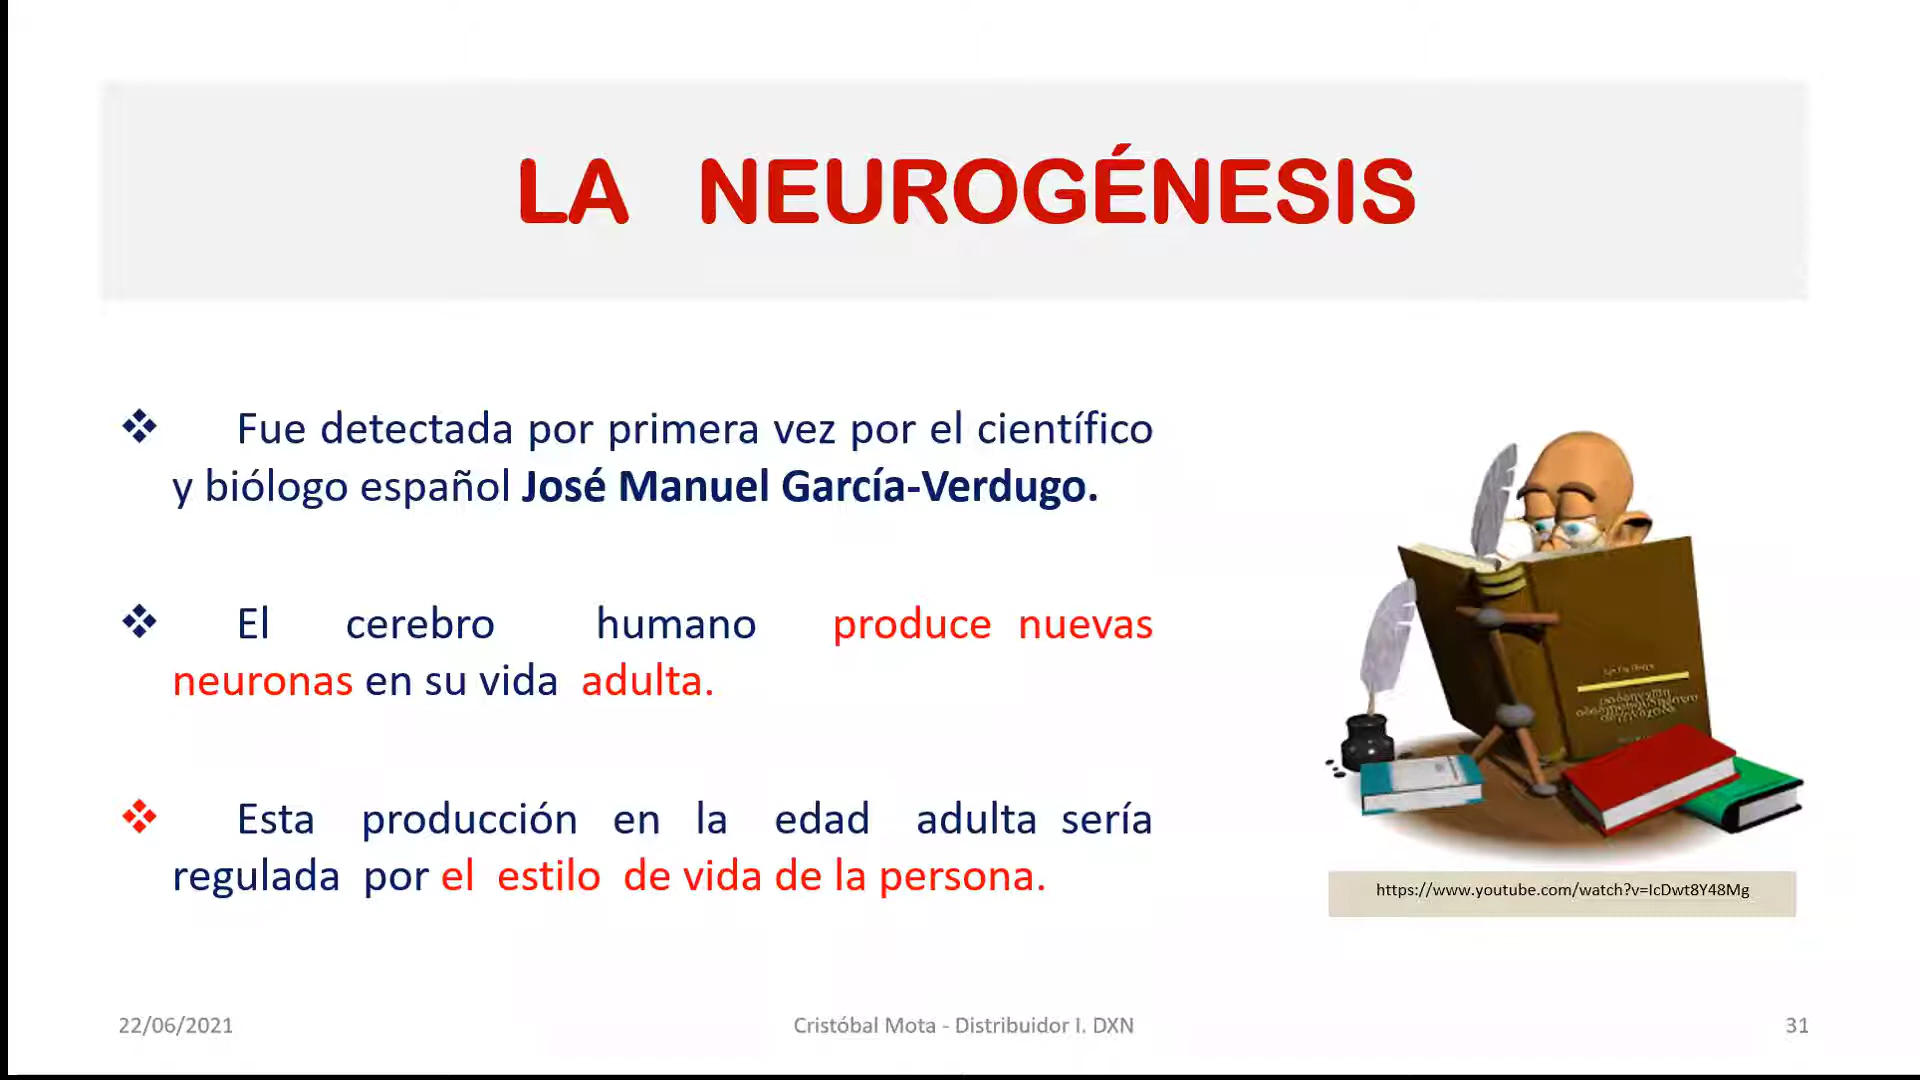 LA NEUROGÉNESIS
❖ Fue detectada por primera vez por el científico
y biólogo español José Manuel García-Verdugo.
❖ El cerebro humano produce nuevas
neuronas en su vida adulta.
❖ Esta producción en la edad adulta sería
regulada por el estilo de vida de la persona.
https://www.youtube.com/watch?v=IcDwt8Y48Mg
22/06/2021
Cristóbal Mota - Distribuidor I. DXN
31